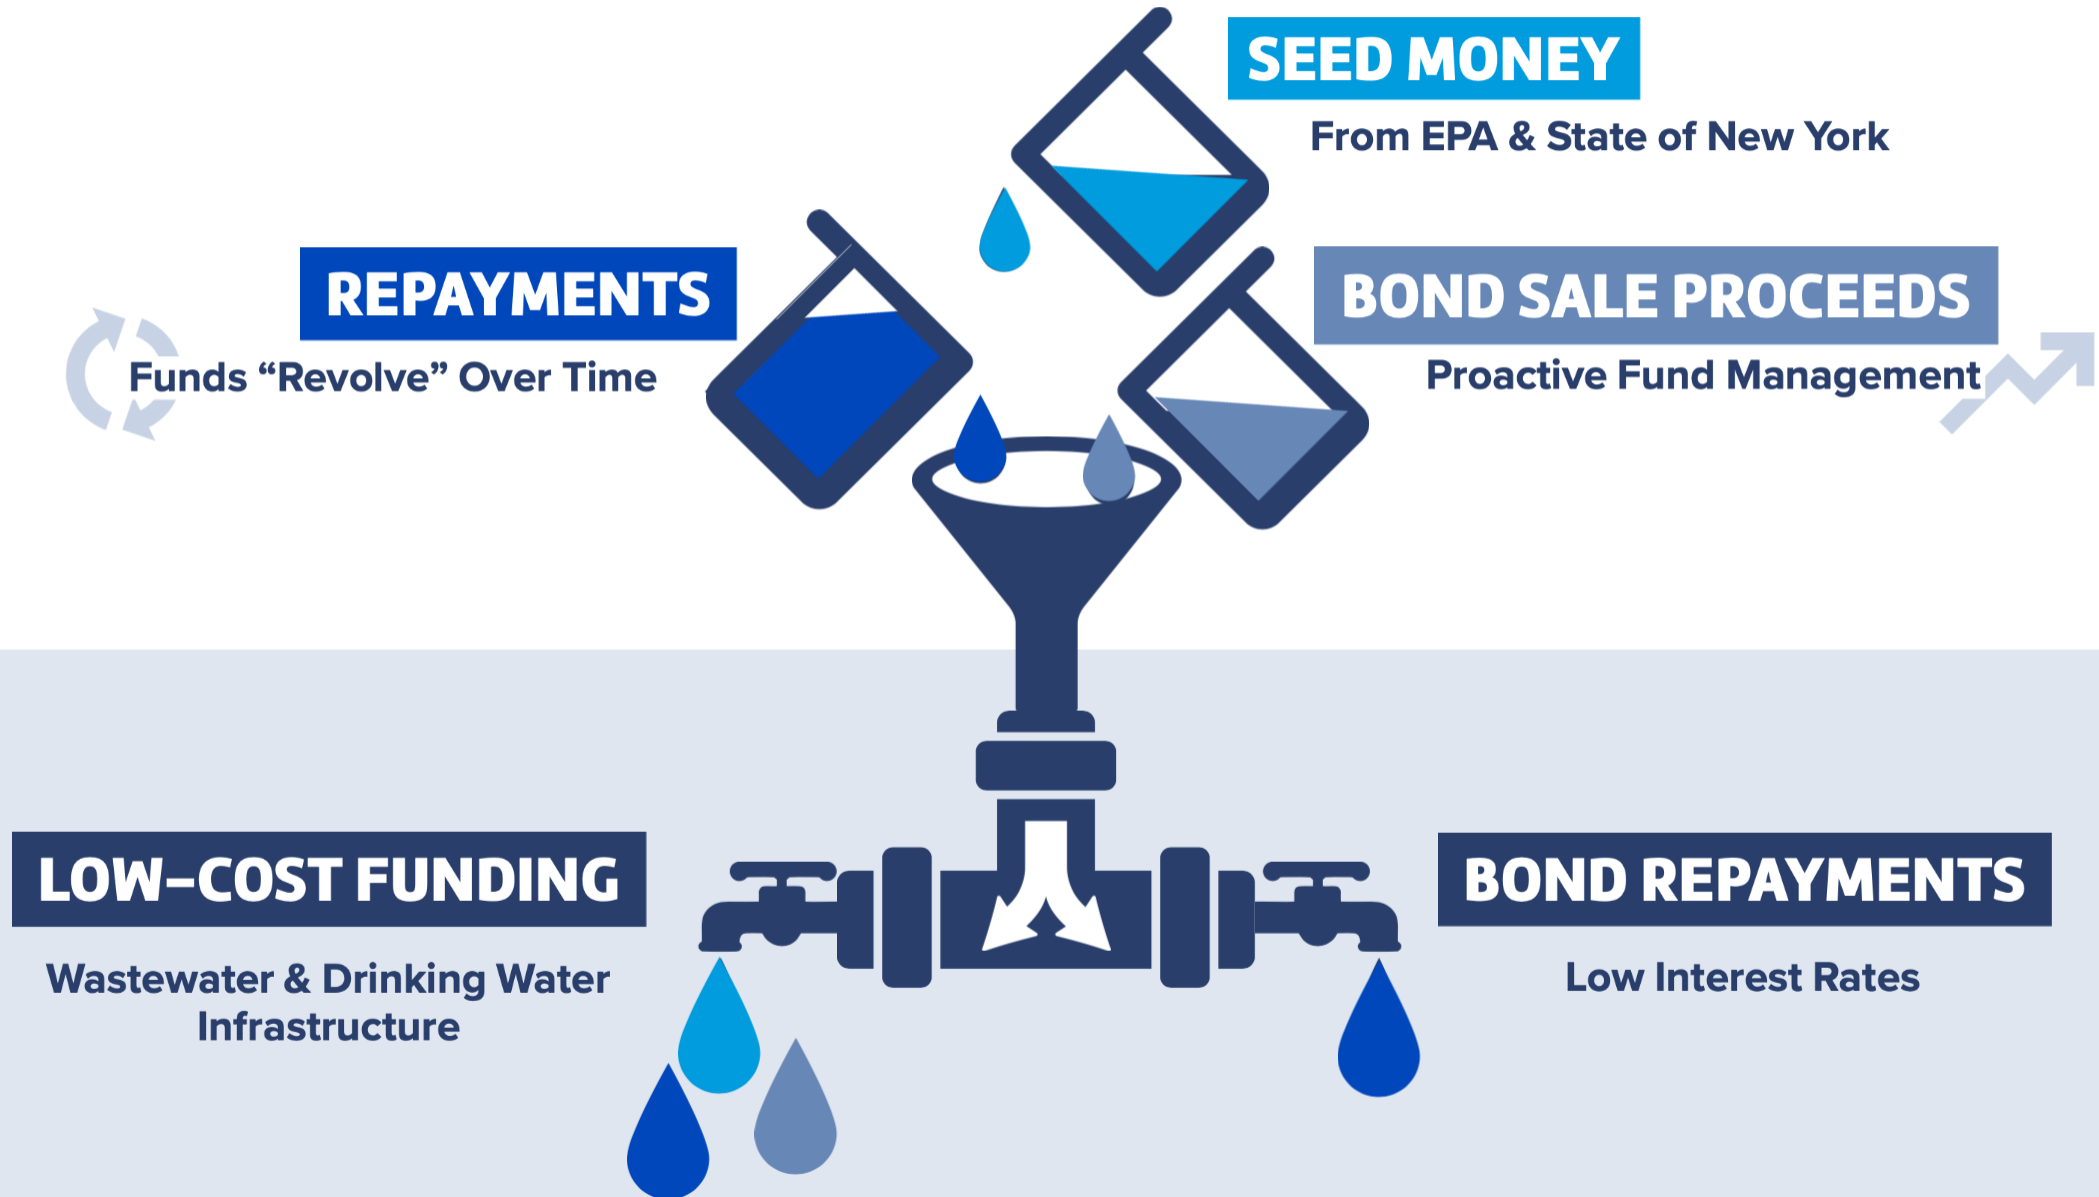 SEED MONEY
From EPA & State of New York
REPAYMENTS
Funds “Revolve” Over Time
BOND SALE PROCEEDS
Proactive Fund Management
LOW-COST FUNDING
Wastewater & Drinking Water
Infrastructure
BOND REPAYMENTS
Low Interest Rates